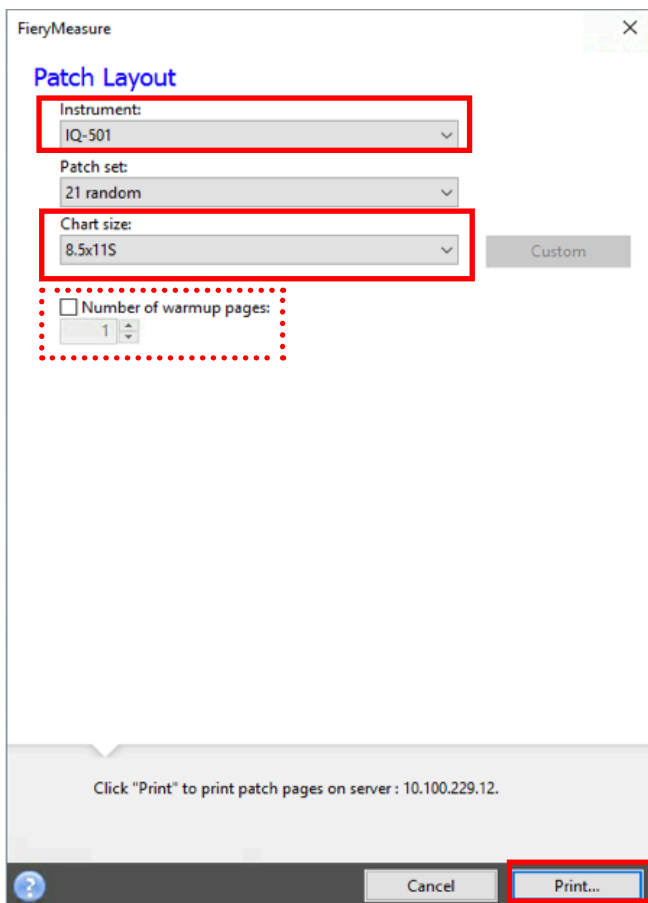 FieryMeasure
Patch Layout
Instrument:
IQ-501
Patch set:
21 random
Chart size:
8.5x11S
Custom
Number of warmup pages:
1
Click "Print" to print patch pages on server : 10.100.229.12.
?
Cancel
Print...